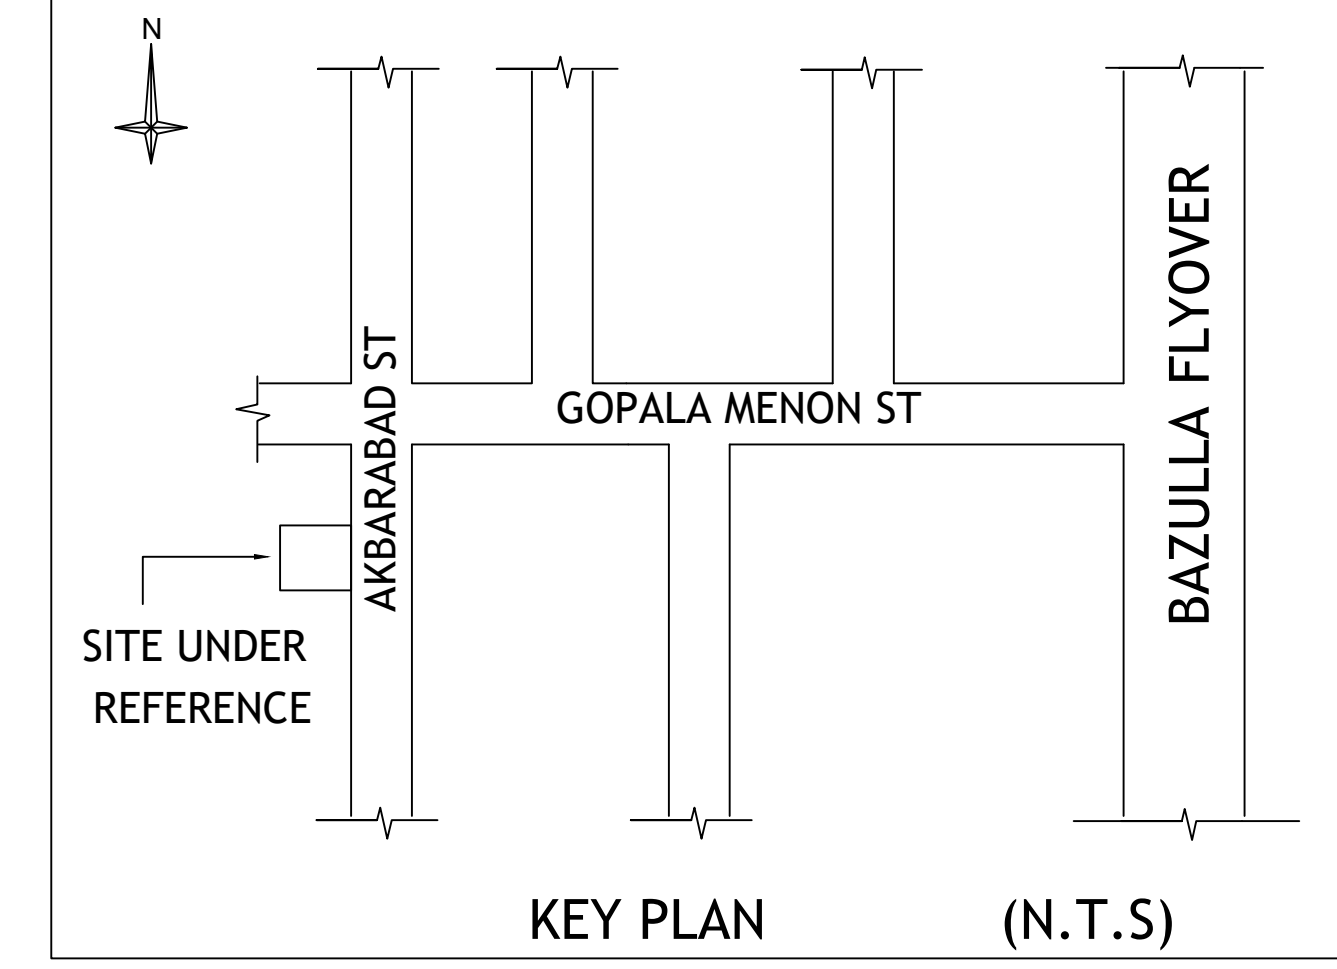 N
BAZULLA FLYOVER
AKBARABAD ST
GOPALA MENON ST
SITE UNDER
REFERENCE
KEY PLAN (N.T.S)